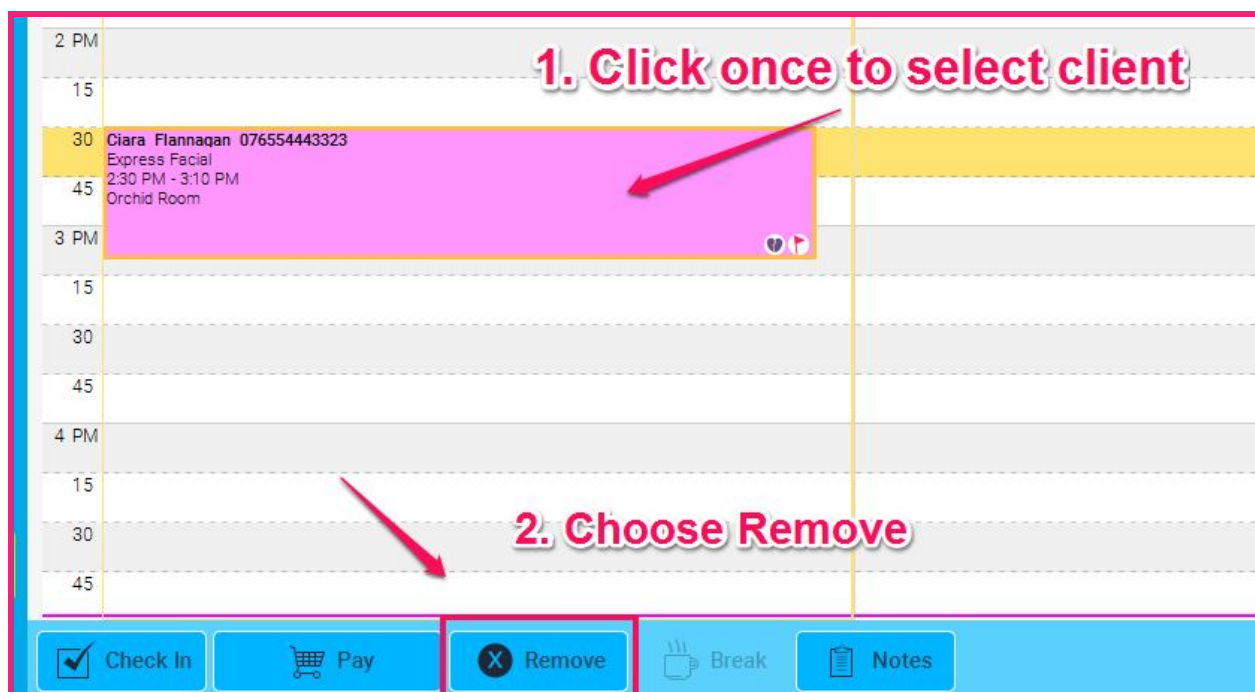 2 PM
1. Click once to select client
15
30
Ciara Flannagan 076554443323
Express Facial
2:30 PM - 3:10 PM
45
Orchid Room
3 PM
15
30
45
4 PM
15
2. Choose Remove
30
45
Check In
Pay
X Remove
Break
Notes